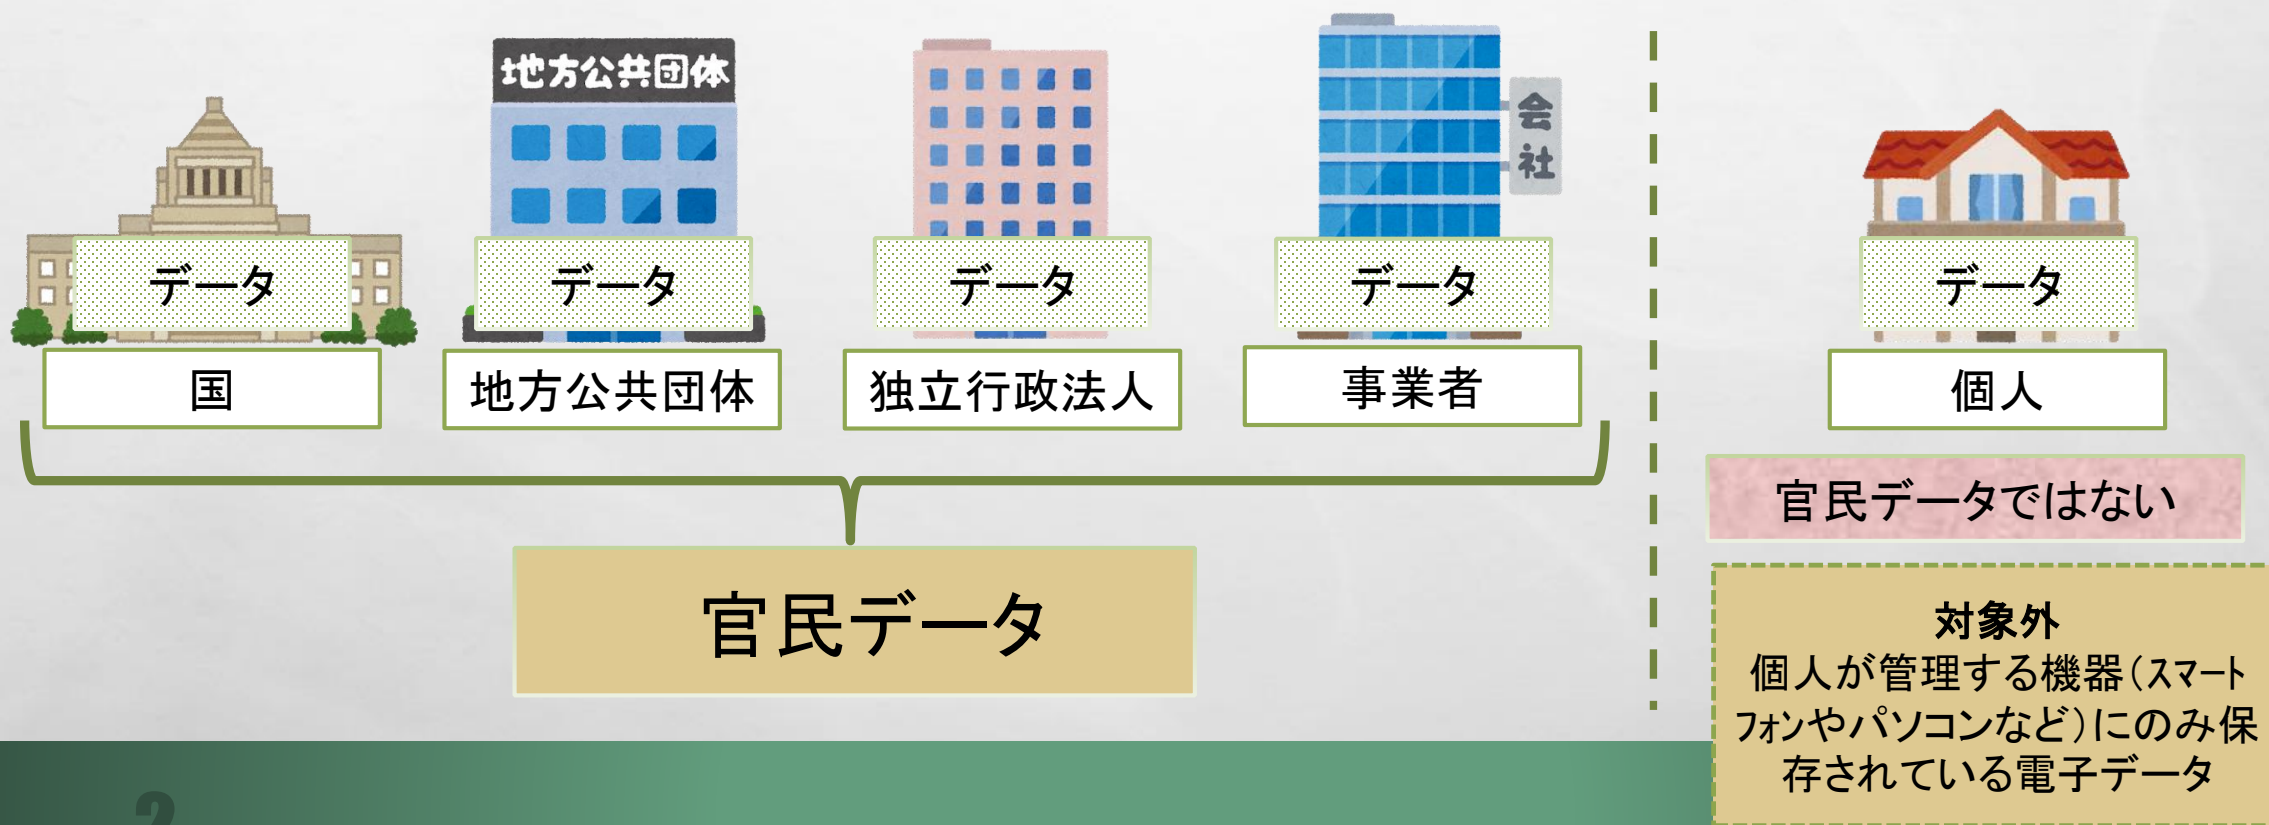 地方公共団体
会社
データ
データ
データ
データ
データ
国
地方公共団体
独立行政法人
事業者
個人
官民データではない
官民データ
対象外
個人が管理する機器(スマート
フォンやパソコンなど)にのみ保
存されている電子データ
2